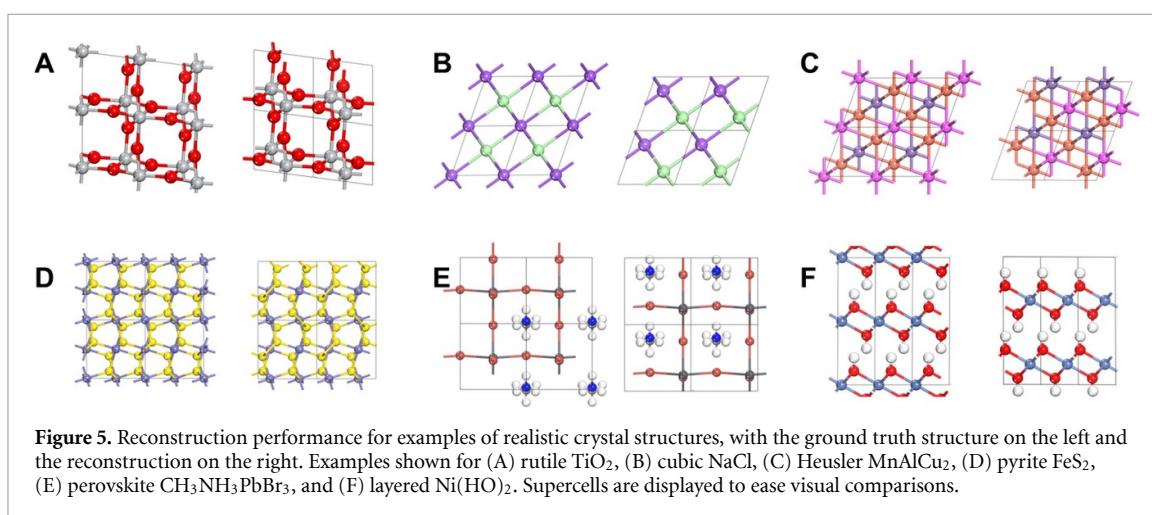 A
B
C
D
E
F
Figure 5. Reconstruction performance for examples of realistic crystal structures, with the ground truth structure on the left and
the reconstruction on the right. Examples shown for (A) rutile TiO₂, (B) cubic NaCl, (C) Heusler MnAlCu₂, (D) pyrite FeS₂,
(E) perovskite CH₃NH₃PbBr₃, and (F) layered Ni(HO)₂. Supercells are displayed to ease visual comparisons.